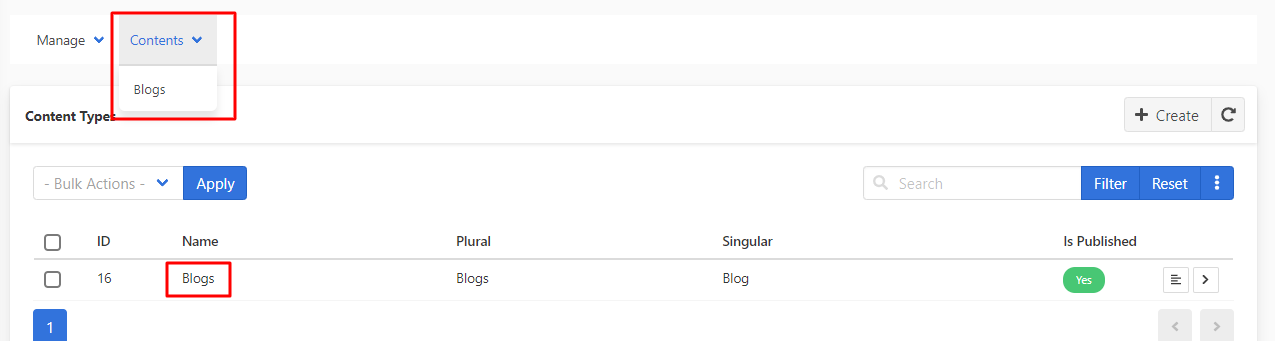 Manage Contents
Blogs
Content Types
Create
- Bulk Actions - Apply Search Filter Reset
ID Name Plural Singular Is Published
16 Blogs Blogs Blog Yes
1